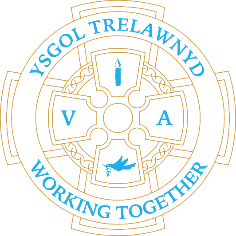 YSGOL TRELAWNYD
V A
WORKING TOGETHER